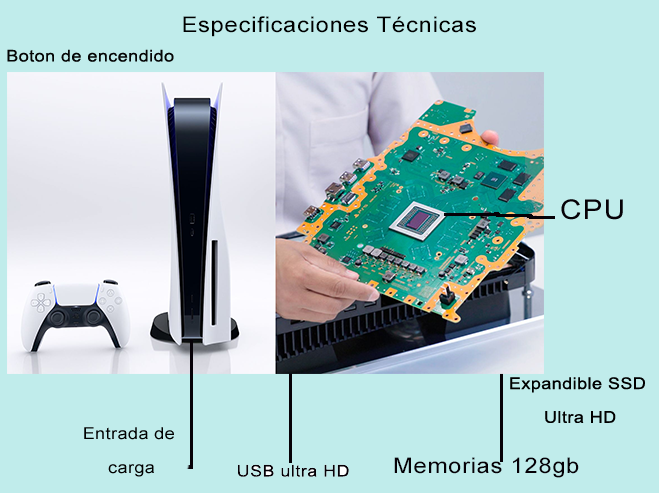 Especificaciones Técnicas
Boton de encendido
CPU
Expandible SSD
Ultra HD
Entrada de
carga
USB ultra HD
Memorias 128gb